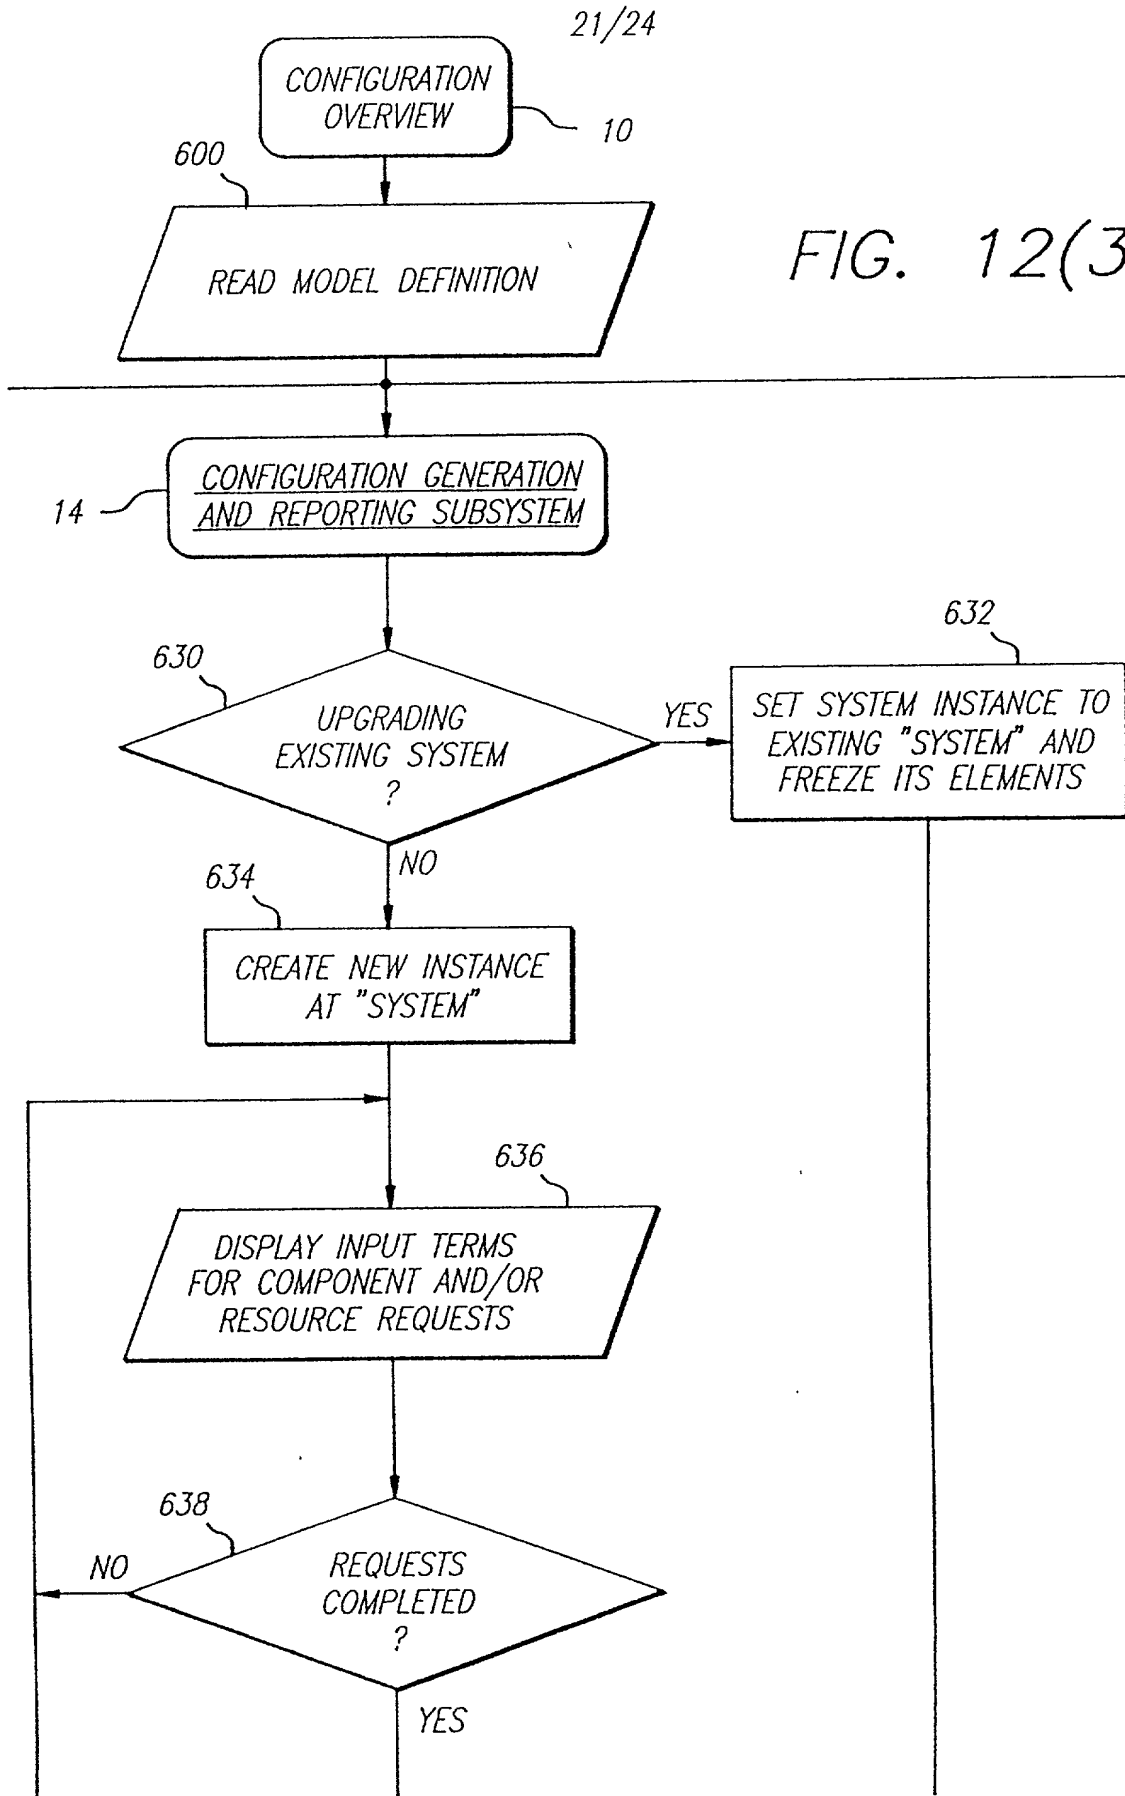 21/24
CONFIGURATION
OVERVIEW
10
600
READ MODEL DEFINITION
FIG. 12(3
CONFIGURATION GENERATION
AND REPORTING SUBSYSTEM
14
630
UPGRADING
EXISTING SYSTEM
?
YES
632
SET SYSTEM INSTANCE TO
EXISTING "SYSTEM" AND
FREEZE ITS ELEMENTS
NO
634
CREATE NEW INSTANCE
AT "SYSTEM"
636
DISPLAY INPUT TERMS
FOR COMPONENT AND/OR
RESOURCE REQUESTS
638
NO
REQUESTS
COMPLETED
?
YES